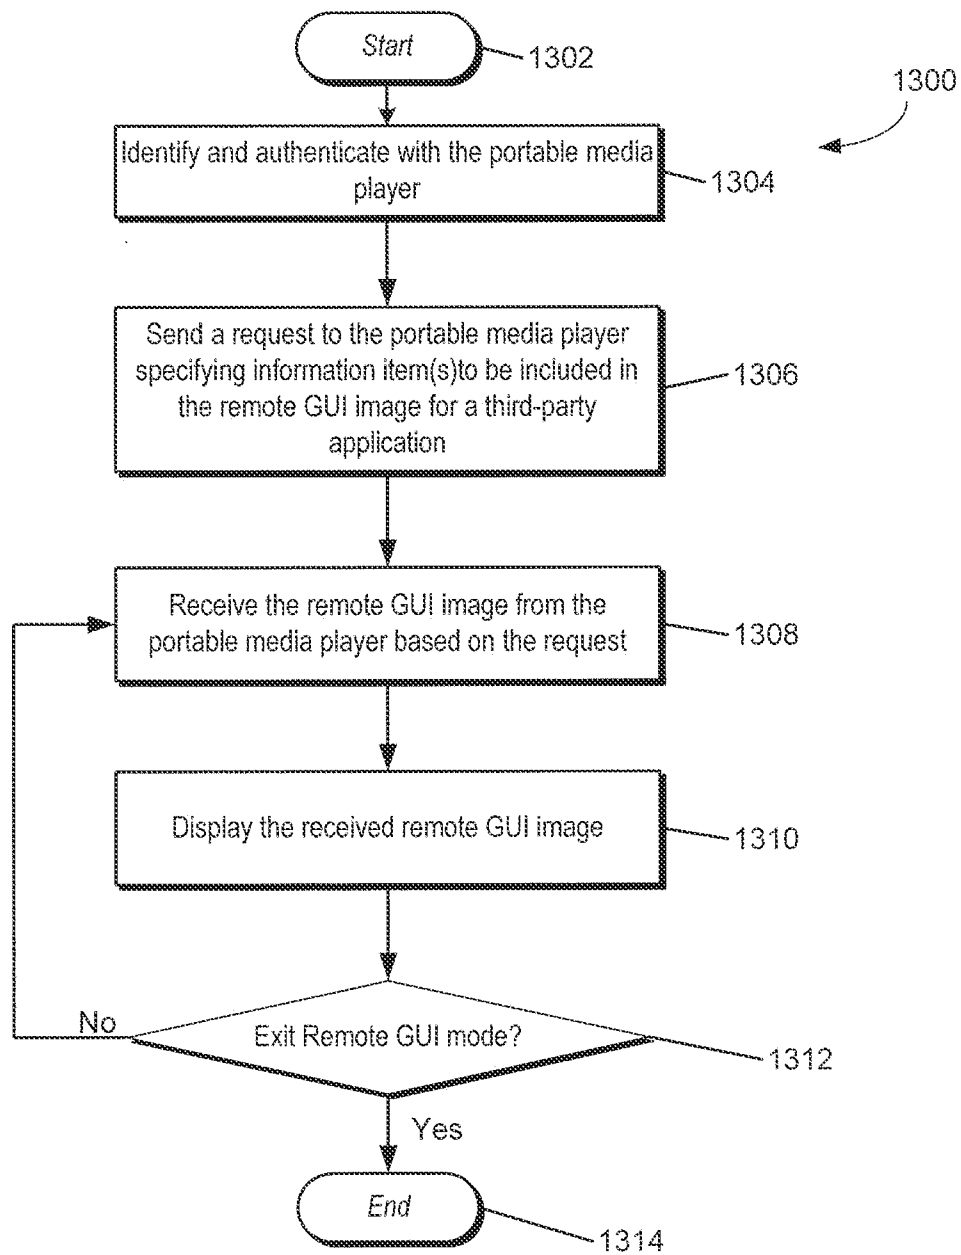 Start
1302
1300
Identify and authenticate with the portable media
player
1304
Send a request to the portable media player
specifying information item(s)to be included in
the remote GUI image for a third-party
application
1306
Receive the remote GUI image from the
portable media player based on the request
1308
Display the received remote GUI image
1310
No
Exit Remote GUI mode?
1312
Yes
End
1314